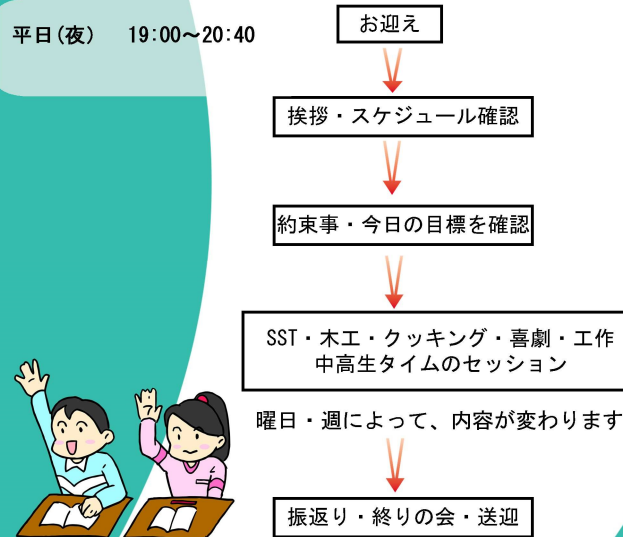 平日(夜) 19:00~20:40
お迎え
挨拶・スケジュール確認
約束事・今日の目標を確認
SST・木工・クッキング・喜劇・工作
中高生タイムのセッション
曜日・週によって、内容が変わります
振返り・終りの会・送迎